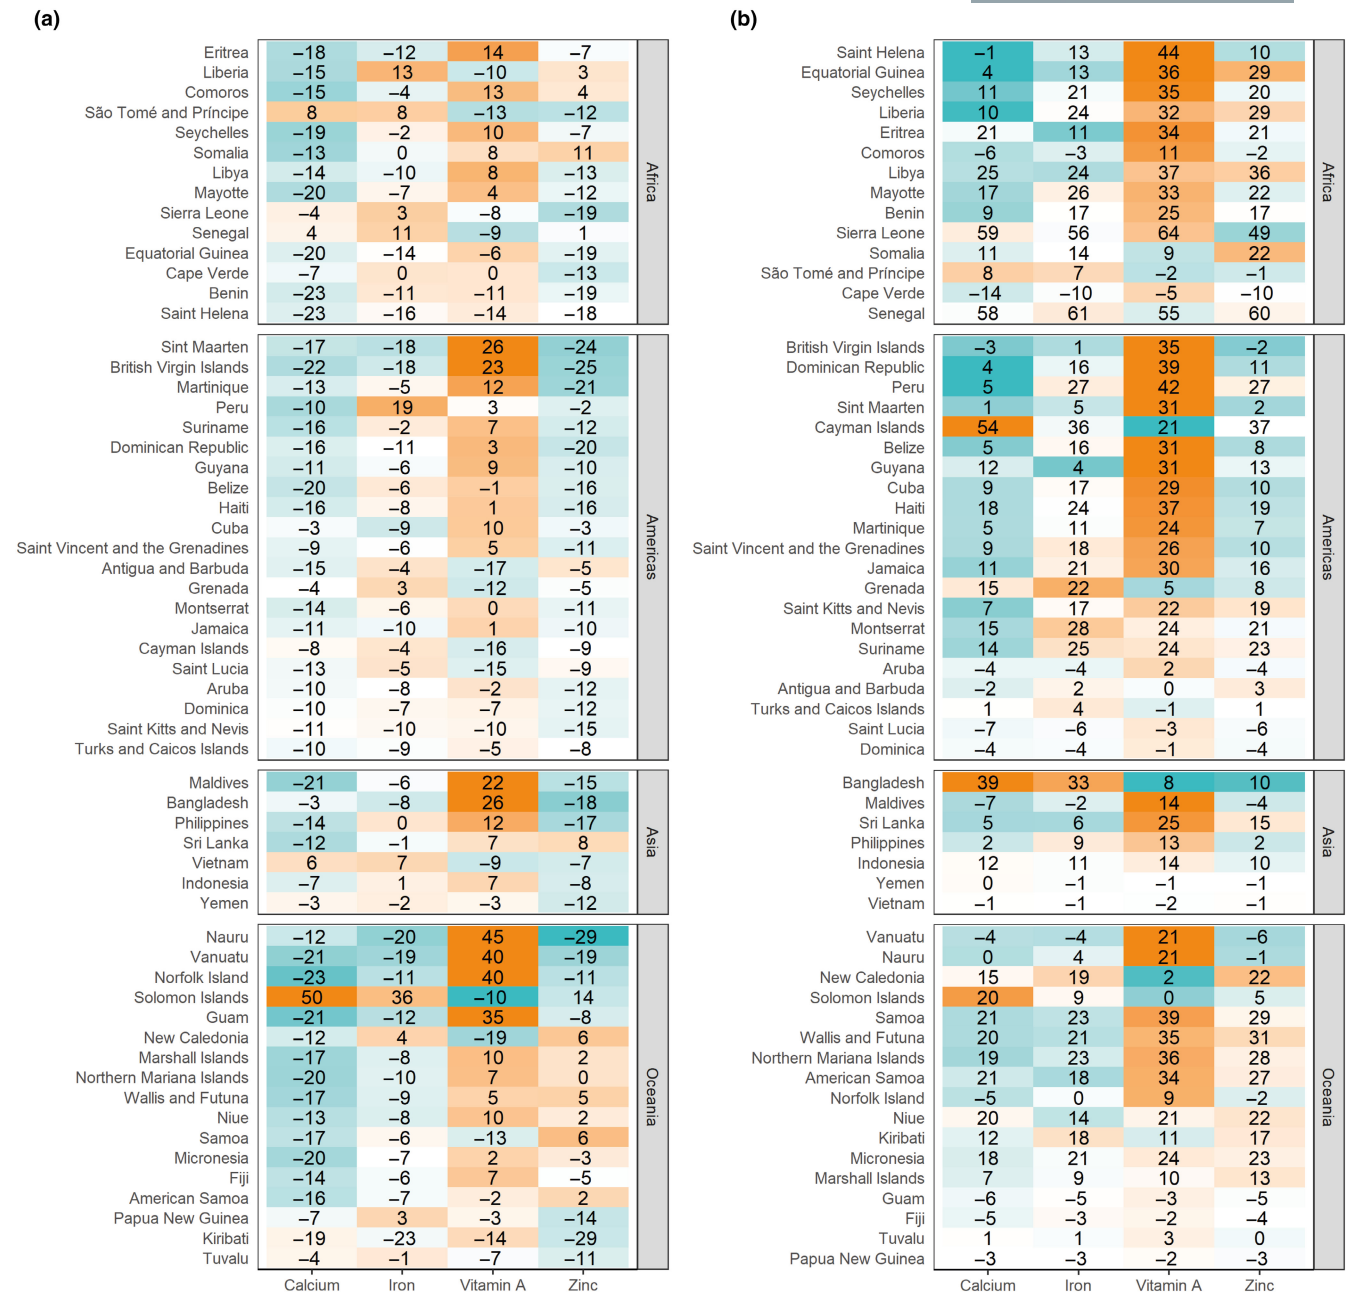 (a)
Eritrea −18 −12 14 −7
Liberia −15 13 −10 3
Comoros −15 −4 13 4
São Tomé and Príncipe 8 8 −13 −12
Seychelles −19 −2 10 −7
Somalia −13 0 8 11
Libya −14 −10 8 −13
Mayotte −20 −7 4 −12
Sierra Leone −4 3 −8 −19
Senegal 4 11 −9 1
Equatorial Guinea −20 −14 −6 −19
Cape Verde −7 0 0 −13
Benin −23 −11 −11 −19
Saint Helena −23 −16 −14 −18
Africa
Sint Maarten −17 −18 26 −24
British Virgin Islands −22 −18 23 −25
Martinique −13 −5 12 −21
Peru −10 19 3 −2
Suriname −16 −2 7 −12
Dominican Republic −16 −11 3 −20
Guyana −11 −6 9 −10
Belize −20 −6 −1 −16
Haiti −16 −8 1 −16
Cuba −3 −9 10 −3
Saint Vincent and the Grenadines −9 −6 5 −11
Antigua and Barbuda −15 −4 −17 −5
Grenada −4 3 −12 −5
Montserrat −14 −6 0 −11
Jamaica −11 −10 1 −10
Cayman Islands −8 −4 −16 −9
Saint Lucia −13 −5 −15 −9
Aruba −10 −8 −2 −12
Dominica −10 −7 −7 −12
Saint Kitts and Nevis −11 −10 −10 −15
Turks and Caicos Islands −10 −9 −5 −8
Americas
Maldives −21 −6 22 −15
Bangladesh −3 −8 26 −18
Philippines −14 0 12 −17
Sri Lanka −12 −1 7 8
Vietnam 6 7 −9 −7
Indonesia −7 1 7 −8
Yemen −3 −2 −3 −12
Asia
Nauru −12 −20 45 −29
Vanuatu −21 −19 40 −19
Norfolk Island −23 −11 40 −11
Solomon Islands 50 36 −10 14
Guam −21 −12 35 −8
New Caledonia −12 4 −19 6
Marshall Islands −17 −8 10 2
Northern Mariana Islands −20 −10 7 0
Wallis and Futuna −17 −9 5 5
Niue −13 −8 10 2
Samoa −17 −6 −13 6
Micronesia −20 −7 2 −3
Fiji −14 −6 7 −5
American Samoa −16 −7 −2 2
Papua New Guinea −7 3 −3 −14
Kiribati −19 −23 −14 −29
Tuvalu −4 −1 −7 −11
Oceania
Calcium Iron Vitamin A Zinc
(b)
Saint Helena −1 13 44 10
Equatorial Guinea 4 13 36 29
Seychelles 11 21 35 20
Liberia 10 24 32 29
Eritrea 21 11 34 21
Comoros −6 −3 11 −2
Libya 25 24 37 36
Mayotte 17 26 33 22
Benin 9 17 25 17
Sierra Leone 59 56 64 49
Somalia 11 14 9 22
São Tomé and Príncipe 8 7 −2 −1
Cape Verde −14 −10 −5 −10
Senegal 58 61 55 60
Africa
British Virgin Islands −3 1 35 −2
Dominican Republic 4 16 39 11
Peru 5 27 42 27
Sint Maarten 1 5 31 2
Cayman Islands 54 36 21 37
Belize 5 16 31 8
Guyana 12 4 31 13
Cuba 9 17 29 10
Haiti 18 24 37 19
Martinique 5 11 24 7
Saint Vincent and the Grenadines 9 18 26 10
Jamaica 11 21 30 16
Grenada 15 22 5 8
Saint Kitts and Nevis 7 17 22 19
Montserrat 15 28 24 21
Suriname 14 25 24 23
Aruba −4 −4 2 −4
Antigua and Barbuda −2 2 0 3
Turks and Caicos Islands 1 4 −1 1
Saint Lucia −7 −6 −3 −6
Dominica −4 −4 −1 −4
Americas
Bangladesh 39 33 8 10
Maldives −7 −2 14 −4
Sri Lanka 5 6 25 15
Philippines 2 9 13 2
Indonesia 12 11 14 10
Yemen 0 −1 −1 −1
Vietnam −1 −1 −2 −1
Asia
Vanuatu −4 −4 21 −6
Nauru 0 4 21 −1
New Caledonia 15 19 2 22
Solomon Islands 20 9 0 5
Samoa 21 23 39 29
Wallis and Futuna 20 21 35 31
Northern Mariana Islands 19 23 36 28
American Samoa 21 18 34 27
Norfolk Island −5 0 9 −2
Niue 20 14 21 22
Kiribati 12 18 11 17
Micronesia 18 21 24 23
Marshall Islands 7 9 10 13
Guam −6 −5 −3 −5
Fiji −5 −3 −2 −4
Tuvalu 1 1 3 0
Papua New Guinea −3 −3 −2 −3
Oceania
Calcium Iron Vitamin A Zinc